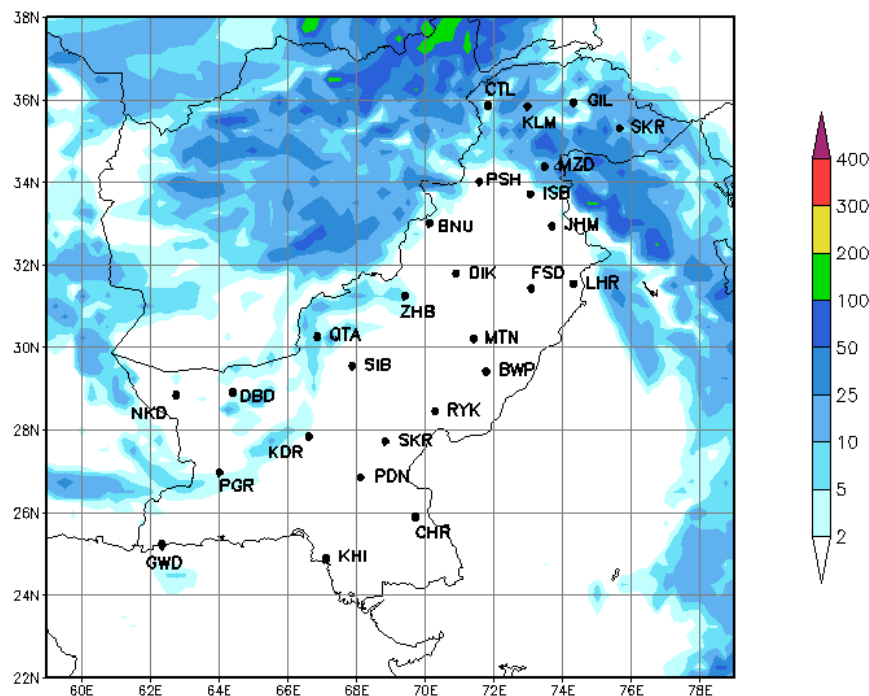 38N
36N
34N
32N
30N
28N
26N
24N
22N
CTL
GIL
KLM
SKR
MZD
PSH
ISB
BNU
JHM
DIK
FSD
LHR
ZHB
QTA
MTN
SIB
BWP
NKD
DBD
RYK
KDR
SKR
PGR
PDN
CHR
GWD
KHI
60E
62E
64E
66E
68E
70E
72E
74E
76E
78E
400
300
200
100
50
25
10
5
2